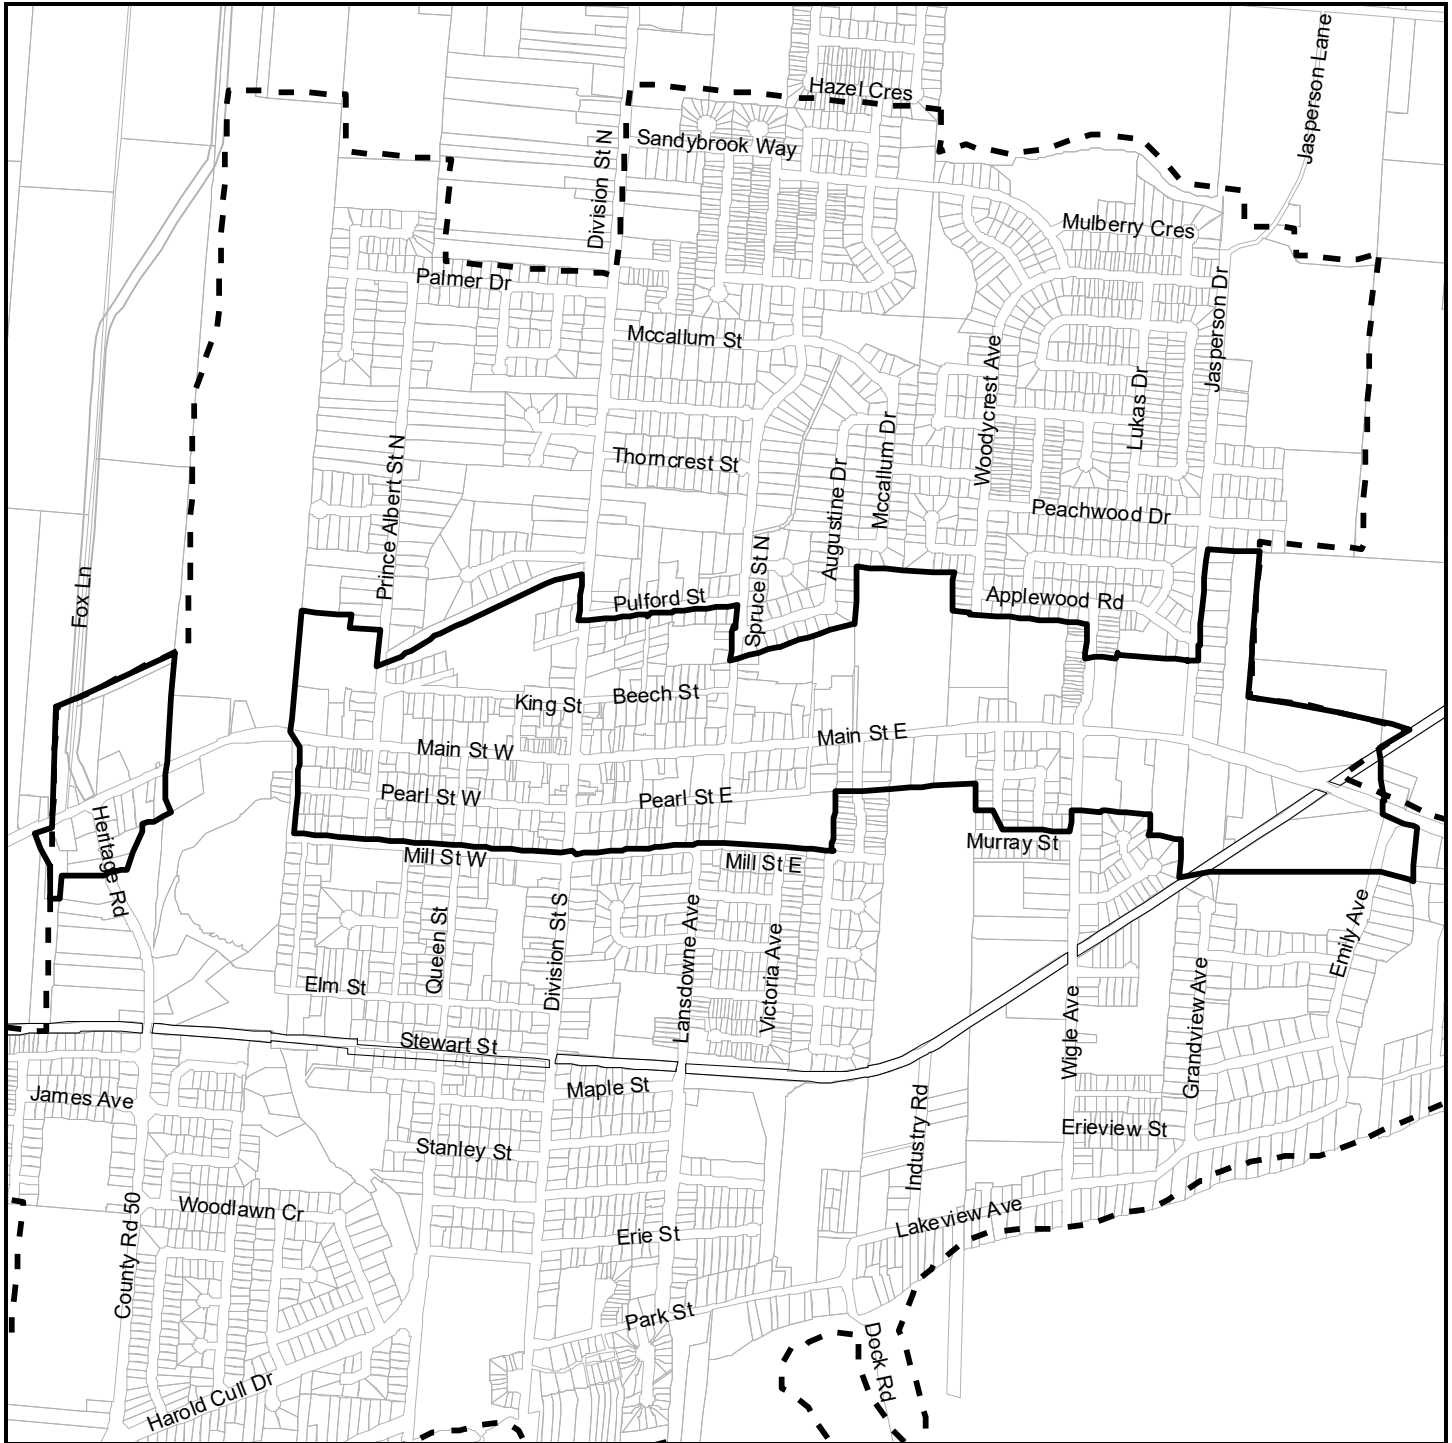 Jasperson Lane
Hazel Cres
Sandybrook Way
Division St N
Mulberry Cres
Palmer Dr
Jasperson Dr
Mccallum St
Woodycrest Ave
Lukas Dr
Mccallum Dr
Prince Albert St N
Thorncrest St
Augustine Dr
Peachwood Dr
Spruce St N
Fox Ln
Pulford St
Applewood Rd
King St
Beech St
Main St W
Main St E
Pearl St W
Pearl St E
Heritage Rd
Murray St
Mill St W
Mill St E
Queen St
Division St S
Lansdowne Ave
Victoria Ave
Emily Ave
Elm St
Wigle Ave
Grandview Ave
Stewart St
Maple St
James Ave
Industry Rd
Erieview St
Stanley St
Woodlawn Cr
County Rd 50
Lakeview Ave
Erie St
Park St
Dock Rd
Harold Cull Dr